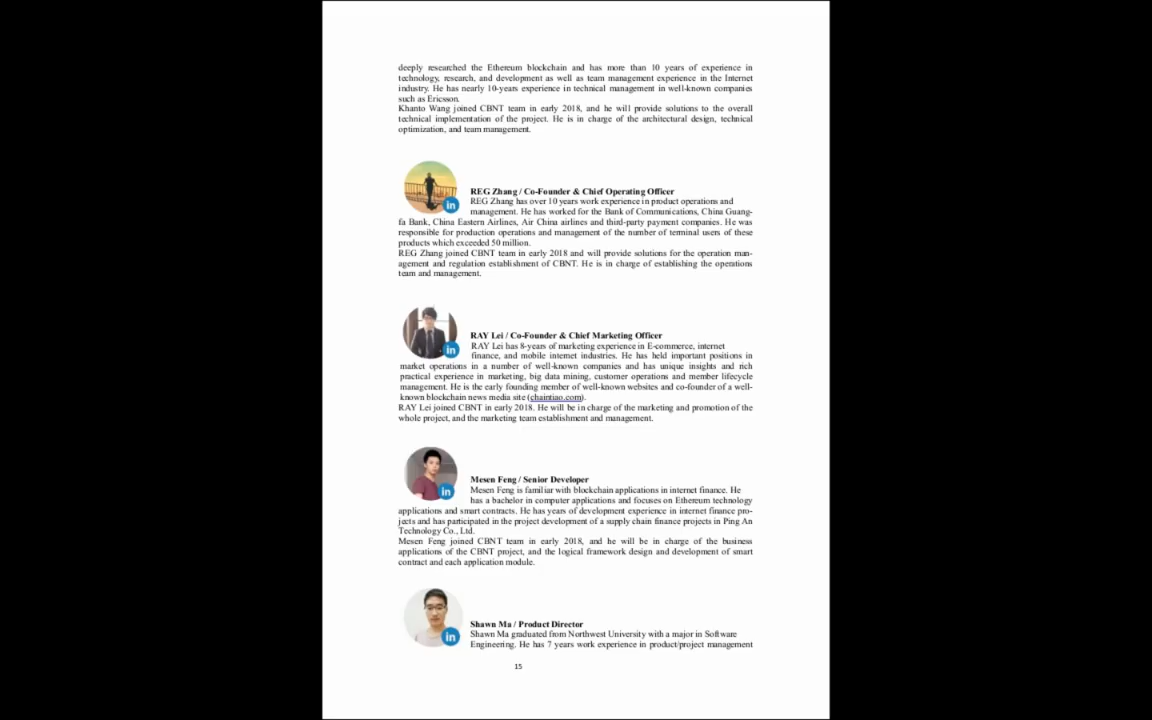 deeply researched the Ethereum blockchain and has more than 10 years of experience in
technology, research, and development as well as team management experience in the Internet
industry. He has nearly 10-years experience in technical management in well-known companies
such as Ericsson.
Khanto Wang joined CBNT team in early 2018, and he will provide solutions to the overall
technical implementation of the project. He is in charge of the architectural design, technical
optimization, and team management.
in
REG Zhang / Co-Founder & Chief Operating Officer
REG Zhang has over 10 years work experience in product operations and
management. He has worked for the Bank of Communications, China Guang-
fa Bank, China Eastern Airlines, Air China airlines and third-party payment companies. He was
responsible for production operations and management of the number of terminal users of these
products which exceeded 50 million.
REG Zhang joined CBNT team in early 2018 and will provide solutions for the operation man-
agement and regulation establishment of CBNT. He is in charge of establishing the operations
team and management.
in
RAY Lei / Co-Founder & Chief Marketing Officer
RAY Lei has 8-years of marketing experience in E-commerce, internet
finance, and mobile internet industries. He has held important positions in
market operations in a number of well-known companies and has unique insights and rich
practical experience in marketing, big data mining, customer operations and member lifecycle
management. He is the early founding member of well-known websites and co-founder of a well-
known blockchain news media site (chaintiao.com).
RAY Lei joined CBNT in early 2018. He will be in charge of the marketing and promotion of the
whole project, and the marketing team establishment and management.
in
Mesen Feng / Senior Developer
Mesen Feng is familiar with blockchain applications in internet finance. He
has a bachelor in computer applications and focuses on Ethereum technology
applications and smart contracts. He has years of development experience in internet finance pro-
jects and has participated in the project development of a supply chain finance projects in Ping An
Technology Co., Ltd.
Mesen Feng joined CBNT team in early 2018, and he will be in charge of the business
applications of the CBNT project, and the logical framework design and development of smart
contract and each application module.
in
Shawn Ma / Product Director
Shawn Ma graduated from Northwest University with a major in Software
Engineering. He has 7 years work experience in product/project management
15